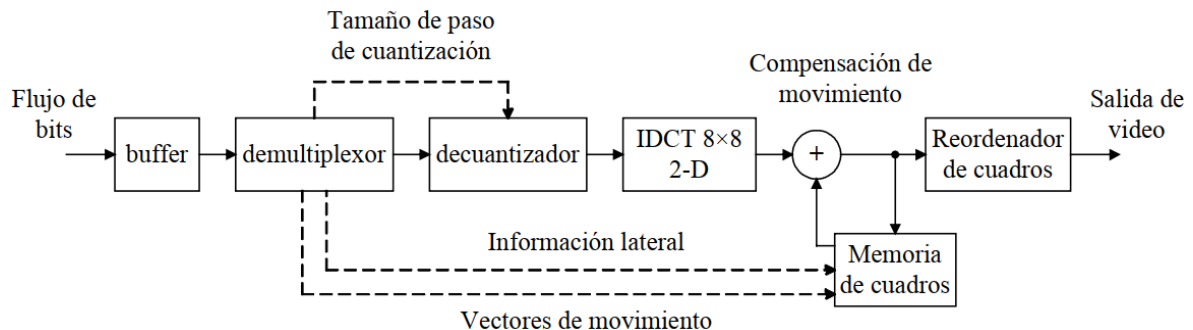 Tamaño de paso
de cuantización
Compensación de
movimiento
Flujo de
bits
Salida de
video
buffer
demultiplexor
decuantizador
IDCT 8×8
2-D
+
Reordenador
de cuadros
Información lateral
Memoria
de cuadros
Vectores de movimiento